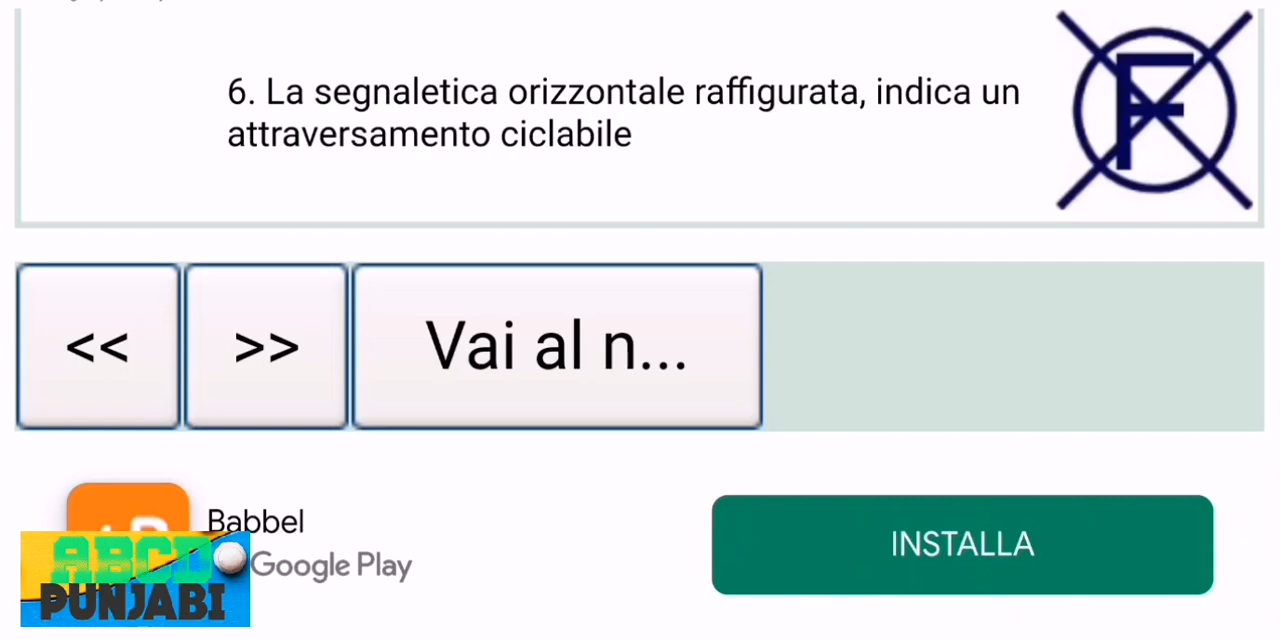 6. La segnaletica orizzontale raffigurata, indica un
attraversamento ciclabile
F
<<
>>
Vai al n...
Babbel
Google Play
INSTALLA
ABCD
PUNJABI